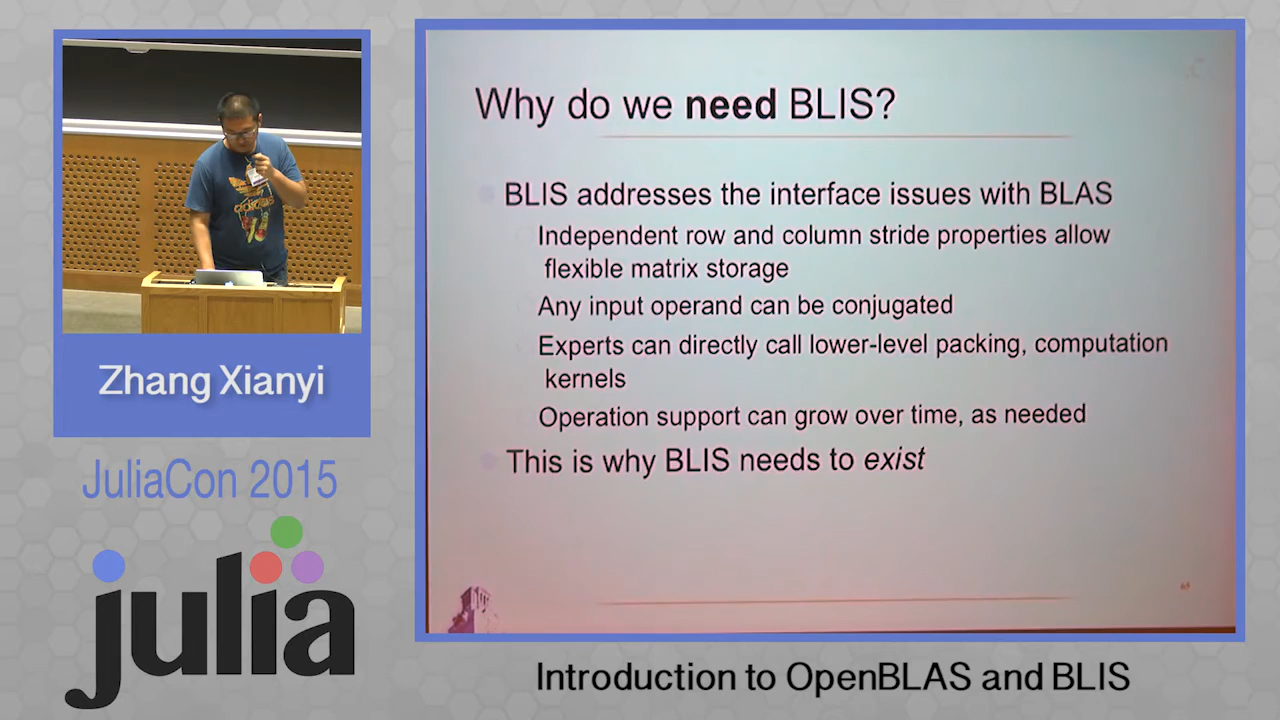 Why do we need BLIS?
BLIS addresses the interface issues with BLAS
Independent row and column stride properties allow
flexible matrix storage
Any input operand can be conjugated
Experts can directly call lower-level packing, computation
kernels
Operation support can grow over time, as needed
This is why BLIS needs to exist
adidas
Zhang Xianyi
JuliaCon 2015
julia
Introduction to OpenBLAS and BLIS